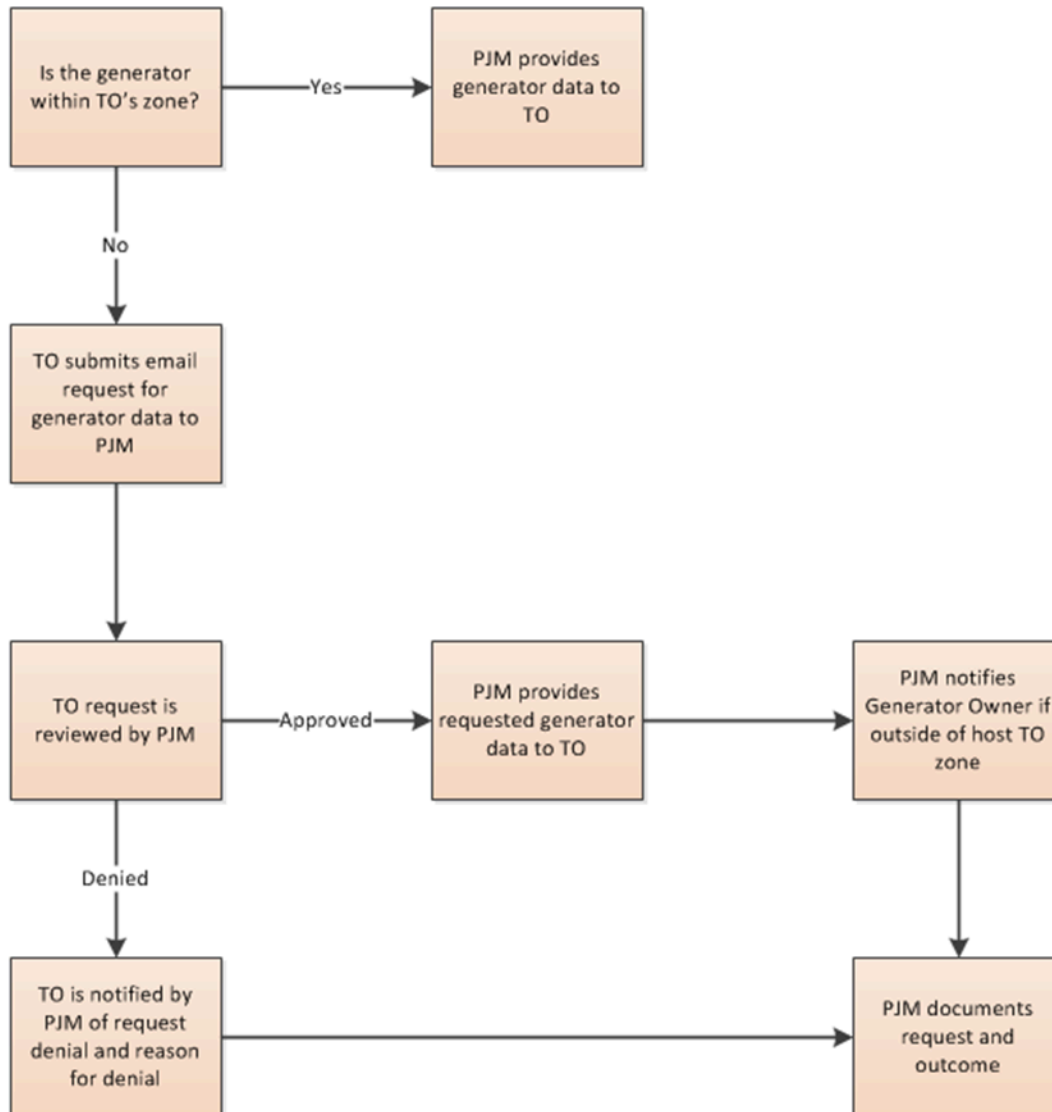 Is the generator
within TO's zone?
Yes
PJM provides
generator data to
TO
No
TO submits email
request for
generator data to
PJM
TO request is
reviewed by PJM
Approved
PJM provides
requested generator
data to TO
PJM notifies
Generator Owner if
outside of host TO
zone
Denied
TO is notified by
PJM of request
denial and reason
for denial
PJM documents
request and
outcome